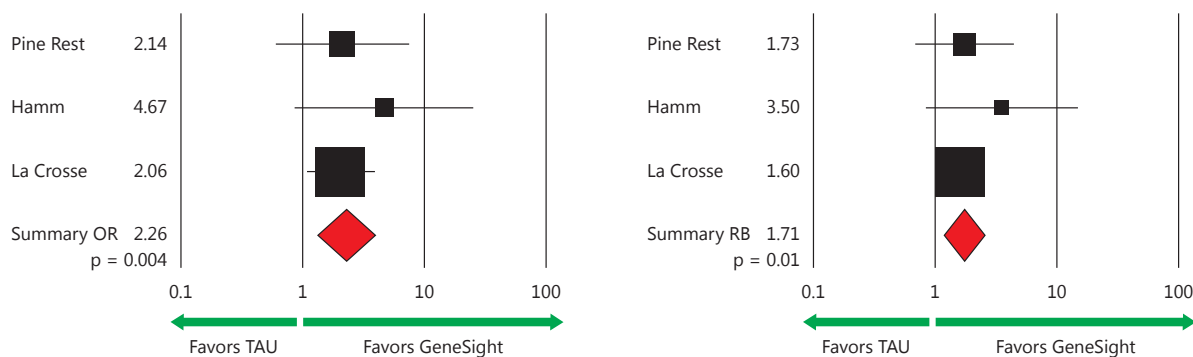 Pine Rest 2.14
Hamm 4.67
La Crosse 2.06
Summary OR 2.26
p = 0.004
0.1 1 10 100
Favors TAU Favors GeneSight
Pine Rest 1.73
Hamm 3.50
La Crosse 1.60
Summary RB 1.71
p = 0.01
0.1 1 10 100
Favors TAU Favors GeneSight